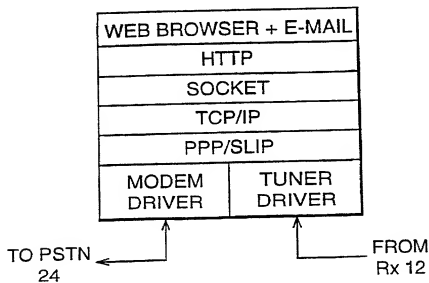 WEB BROWSER + E-MAIL
HTTP
SOCKET
TCP/IP
PPP/SLIP
MODEM DRIVER
TUNER DRIVER
TO PSTN 24
FROM Rx 12